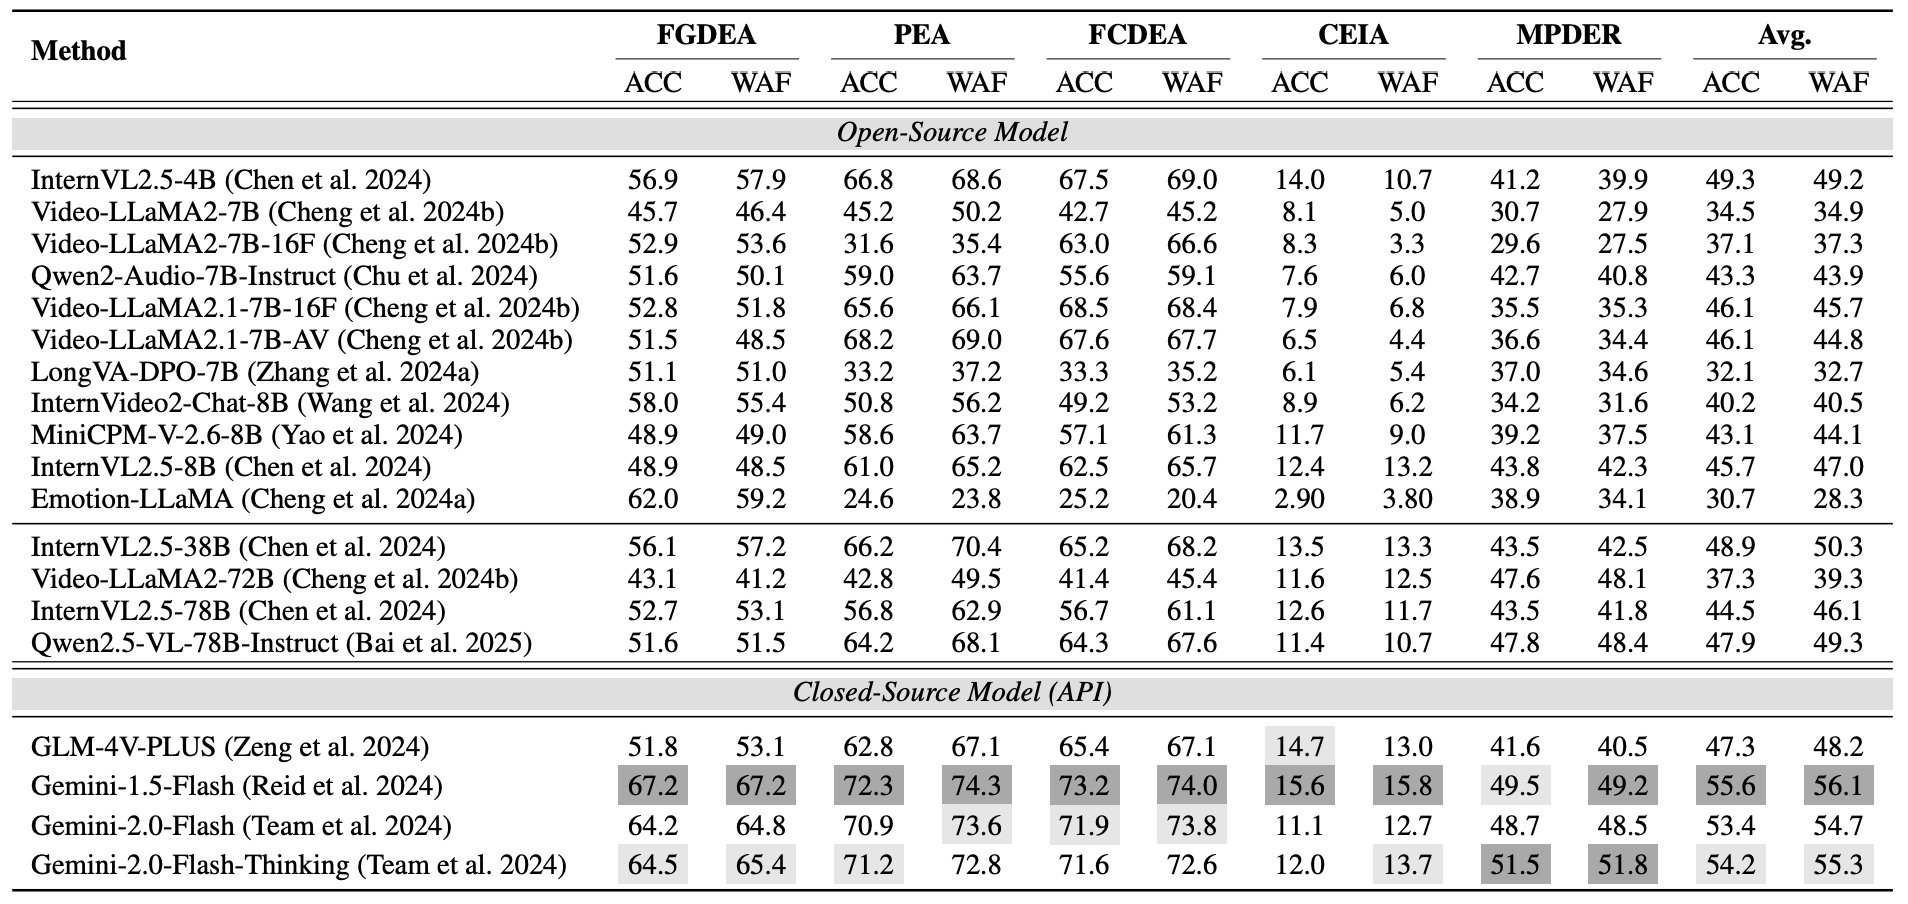 Method FGDEA PEA FCDEA CEIA MPDER Avg.
ACC WAF ACC WAF ACC WAF ACC WAF ACC WAF ACC WAF
Open-Source Model
InternVL2.5-4B (Chen et al. 2024) 56.9 57.9 66.8 68.6 67.5 69.0 14.0 10.7 41.2 39.9 49.3 49.2
Video-LLaMA2-7B (Cheng et al. 2024b) 45.7 46.4 45.2 50.2 42.7 45.2 8.1 5.0 30.7 27.9 34.5 34.9
Video-LLaMA2-7B-16F (Cheng et al. 2024b) 52.9 53.6 31.6 35.4 63.0 66.6 8.3 3.3 29.6 27.5 37.1 37.3
Qwen2-Audio-7B-Instruct (Chu et al. 2024) 51.6 50.1 59.0 63.7 55.6 59.1 7.6 6.0 42.7 40.8 43.3 43.9
Video-LLaMA2.1-7B-16F (Cheng et al. 2024b) 52.8 51.8 65.6 66.1 68.5 68.4 7.9 6.8 35.5 35.3 46.1 45.7
Video-LLaMA2.1-7B-AV (Cheng et al. 2024b) 51.5 48.5 68.2 69.0 67.6 67.7 6.5 4.4 36.6 34.4 46.1 44.8
LongVA-DPO-7B (Zhang et al. 2024a) 51.1 51.0 33.2 37.2 33.3 35.2 6.1 5.4 37.0 34.6 32.1 32.7
InternVideo2-Chat-8B (Wang et al. 2024) 58.0 55.4 50.8 56.2 49.2 53.2 8.9 6.2 34.2 31.6 40.2 40.5
MiniCPM-V-2.6-8B (Yao et al. 2024) 48.9 49.0 58.6 63.7 57.1 61.3 11.7 9.0 39.2 37.5 43.1 44.1
InternVL2.5-8B (Chen et al. 2024) 48.9 48.5 61.0 65.2 62.5 65.7 12.4 13.2 43.8 42.3 45.7 47.0
Emotion-LLaMA (Cheng et al. 2024a) 62.0 59.2 24.6 23.8 25.2 20.4 2.90 3.80 38.9 34.1 30.7 28.3
InternVL2.5-38B (Chen et al. 2024) 56.1 57.2 66.2 70.4 65.2 68.2 13.5 13.3 43.5 42.5 48.9 50.3
Video-LLaMA2-72B (Cheng et al. 2024b) 43.1 41.2 42.8 49.5 41.4 45.4 11.6 12.5 47.6 48.1 37.3 39.3
InternVL2.5-78B (Chen et al. 2024) 52.7 53.1 56.8 62.9 56.7 61.1 12.6 11.7 43.5 41.8 44.5 46.1
Qwen2.5-VL-78B-Instruct (Bai et al. 2025) 51.6 51.5 64.2 68.1 64.3 67.6 11.4 10.7 47.8 48.4 47.9 49.3
Closed-Source Model (API)
GLM-4V-PLUS (Zeng et al. 2024) 51.8 53.1 62.8 67.1 65.4 67.1 14.7 13.0 41.6 40.5 47.3 48.2
Gemini-1.5-Flash (Reid et al. 2024) 67.2 67.2 72.3 74.3 73.2 74.0 15.6 15.8 49.5 49.2 55.6 56.1
Gemini-2.0-Flash (Team et al. 2024) 64.2 64.8 70.9 73.6 71.9 73.8 11.1 12.7 48.7 48.5 53.4 54.7
Gemini-2.0-Flash-Thinking (Team et al. 2024) 64.5 65.4 71.2 72.8 71.6 72.6 12.0 13.7 51.5 51.8 54.2 55.3